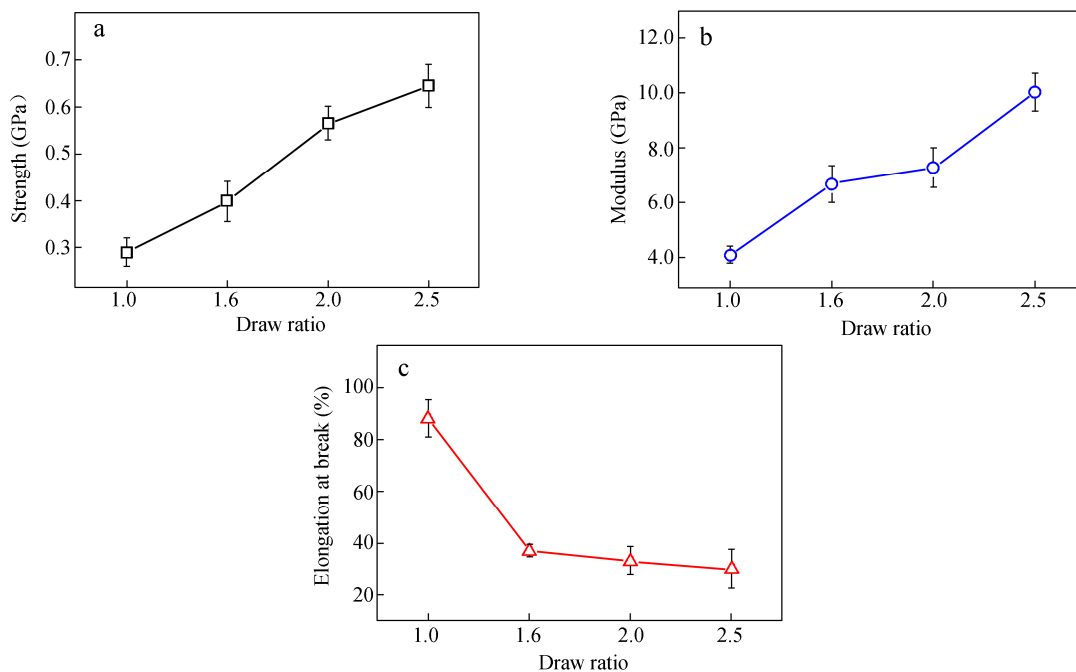 a
0.7
0.6
0.5
0.4
0.3
Strength (GPa)
1.0 1.6 2.0 2.5
Draw ratio
b
12.0
10.0
8.0
6.0
4.0
Modulus (GPa)
1.0 1.6 2.0 2.5
Draw ratio
c
100
80
60
40
20
Elongation at break (%)
1.0 1.6 2.0 2.5
Draw ratio